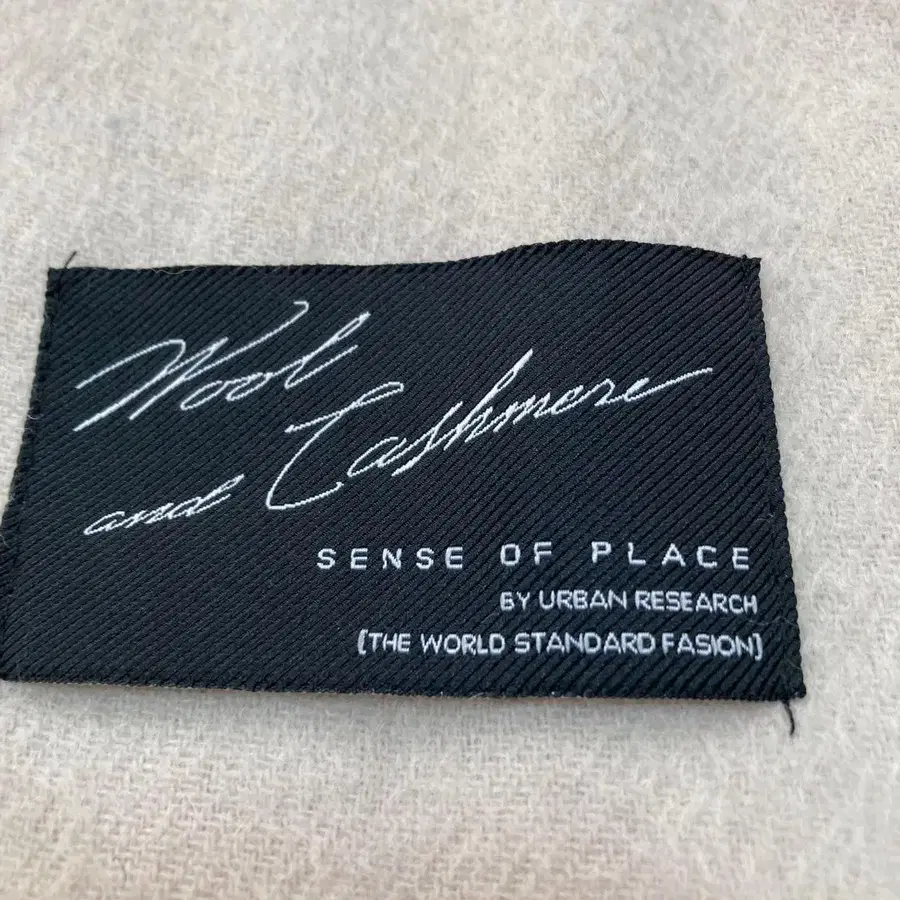 Wool
and Cashmere
SENSE OF PLACE
BY URBAN RESEARCH
[THE WORLD STANDARD FASION]